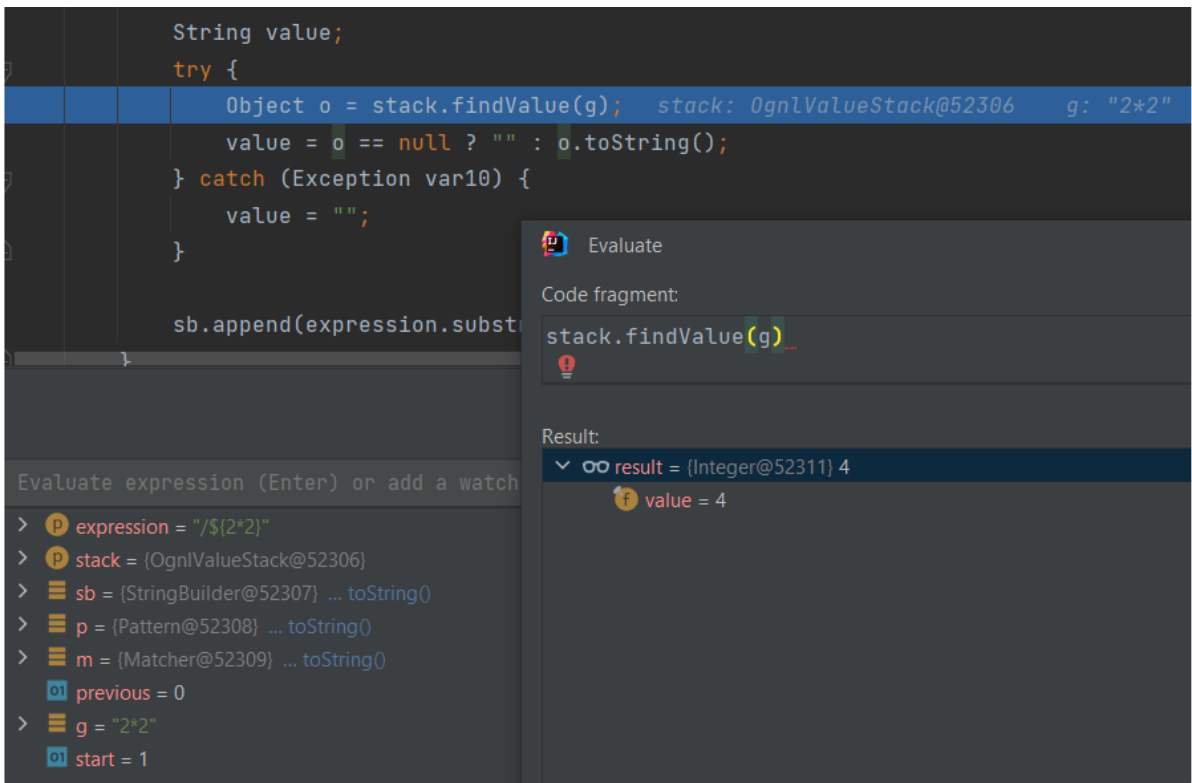 String value;
try {
Object o = stack.findValue(g); stack: OgnlValueStack@52306 g: "2*2"
value = o == null ? "" : o.toString();
} catch (Exception var10) {
value = "";
}
sb.append(expression.substr
}
Evaluate
Code fragment:
stack.findValue(g)
Result:
result = {Integer@52311} 4
value = 4
Evaluate expression (Enter) or add a watch
expression = "/${2*2}"
stack = {OgnlValueStack@52306}
sb = {StringBuilder@52307} ... toString()
p = {Pattern@52308} ... toString()
m = {Matcher@52309} ... toString()
previous = 0
g = "2*2"
start = 1